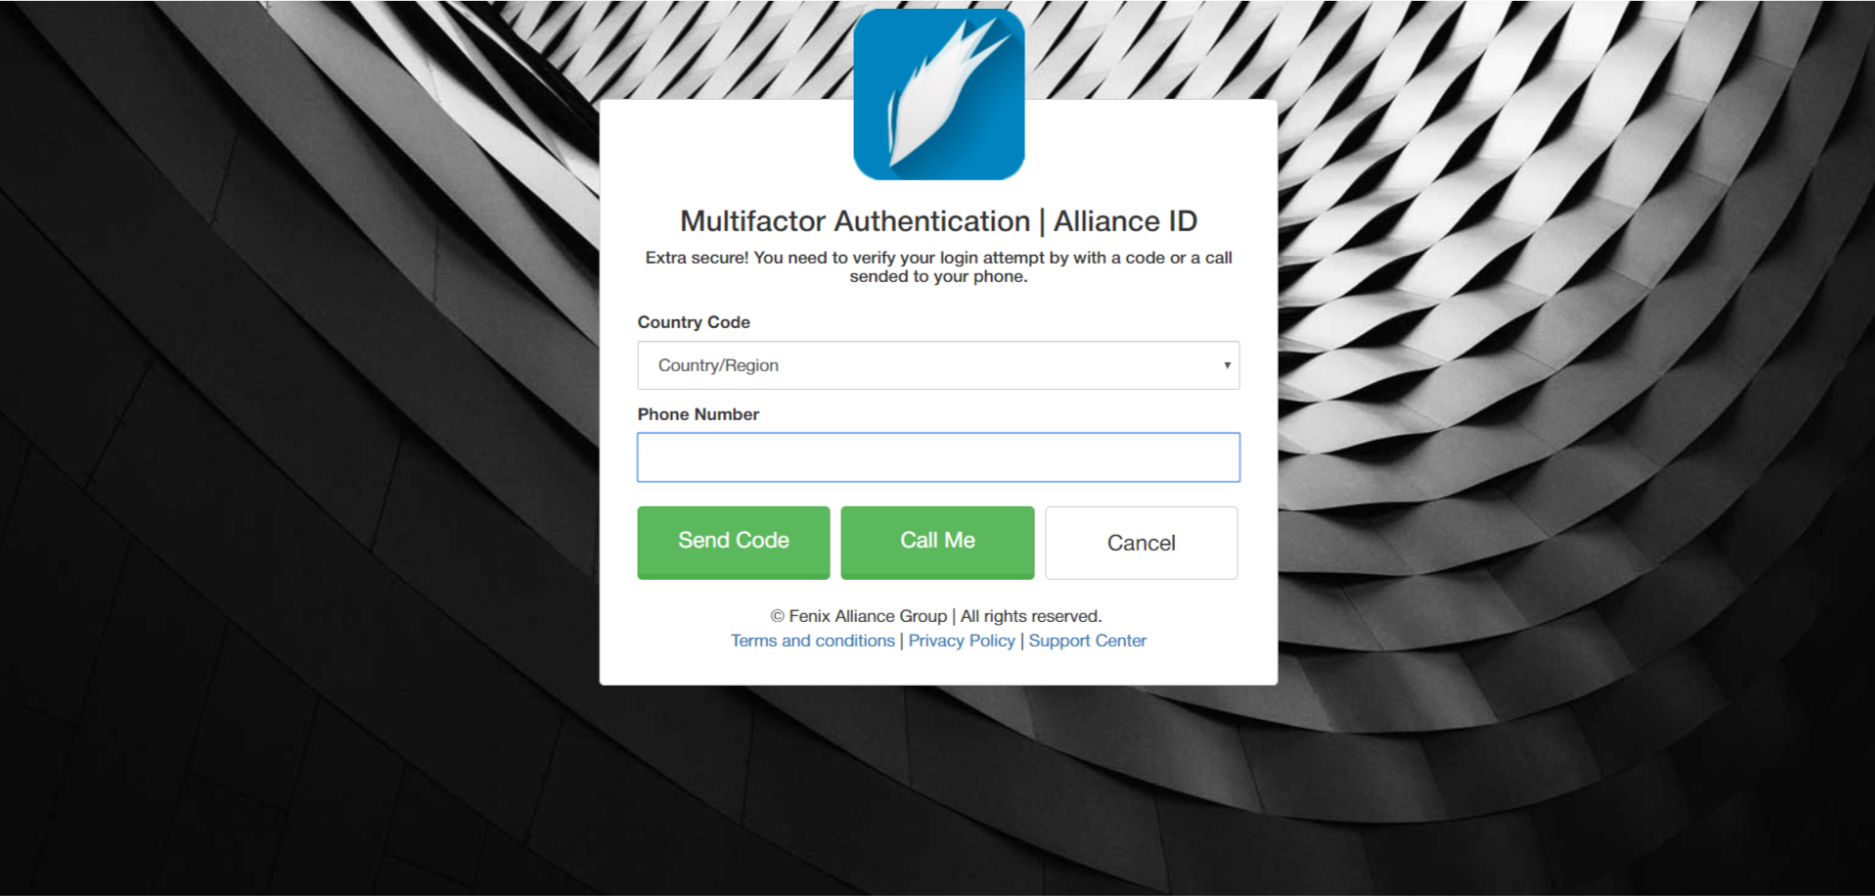 Multifactor Authentication | Alliance ID
Extra secure! You need to verify your login attempt by with a code or a call
sended to your phone.
Country Code
Country/Region
Phone Number
Send Code
Call Me
Cancel
© Fenix Alliance Group | All rights reserved.
Terms and conditions | Privacy Policy | Support Center